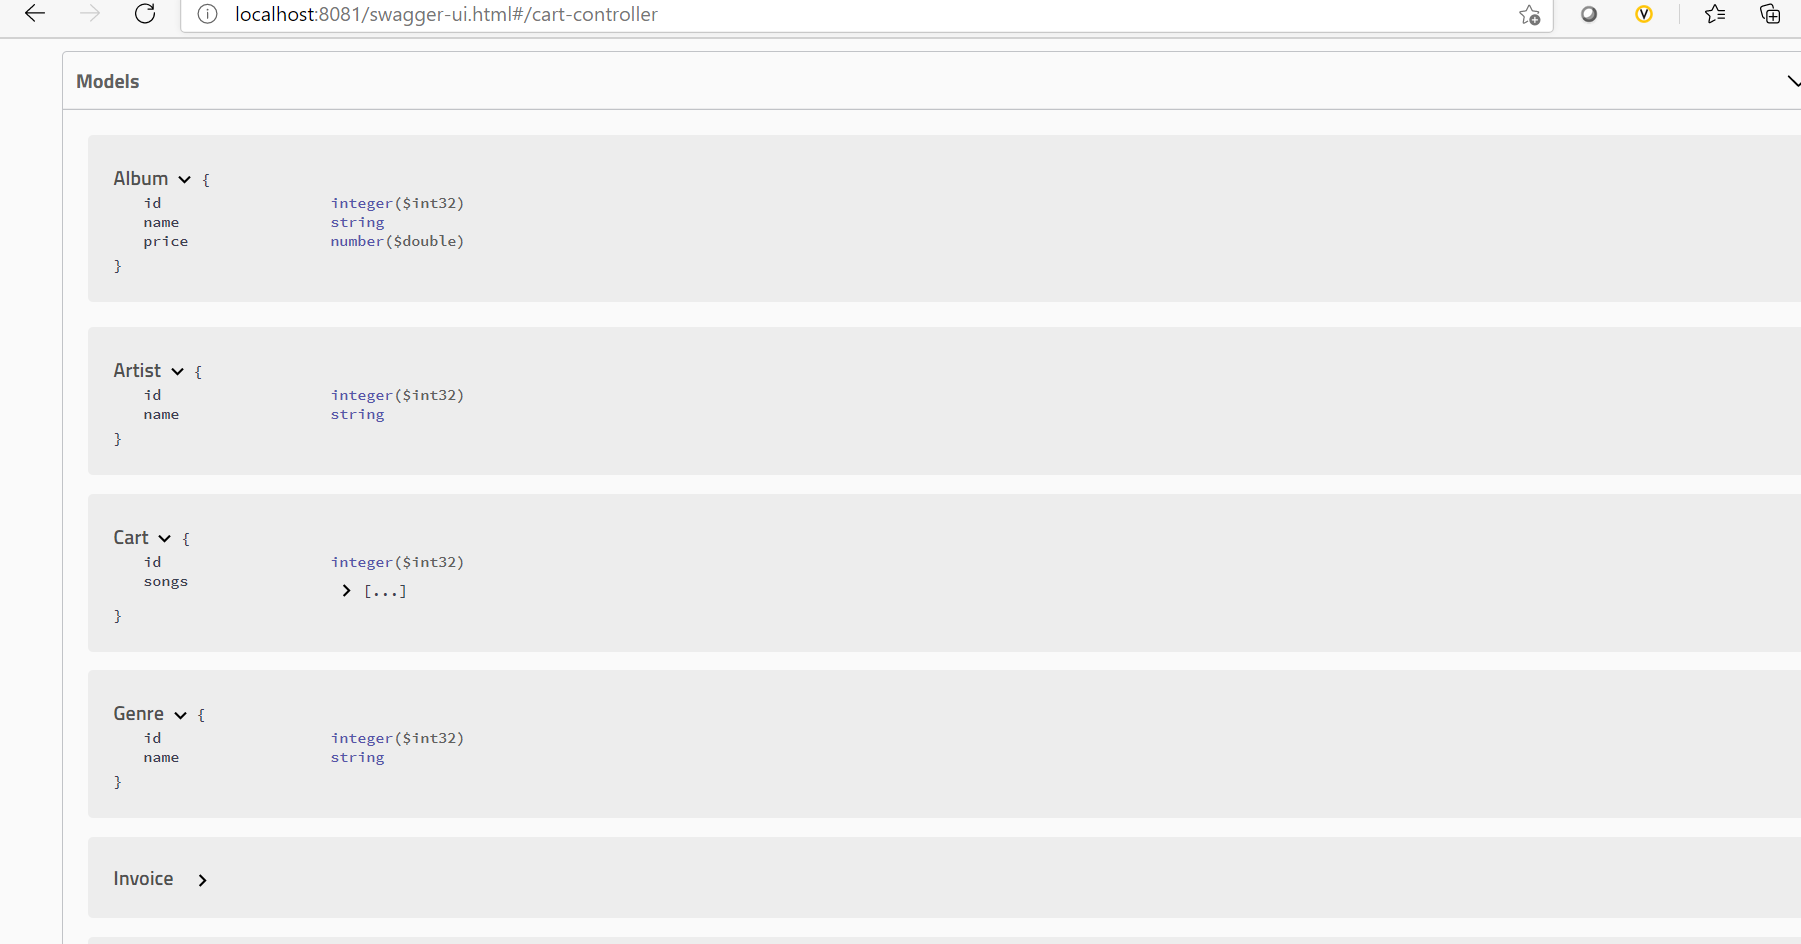 localhost:8081/swagger-ui.html#/cart-controller
Models
Album {
id integer($int32)
name string
price number($double)
}
Artist {
id integer($int32)
name string
}
Cart {
id integer($int32)
songs
[...]
}
Genre {
id integer($int32)
name string
}
Invoice